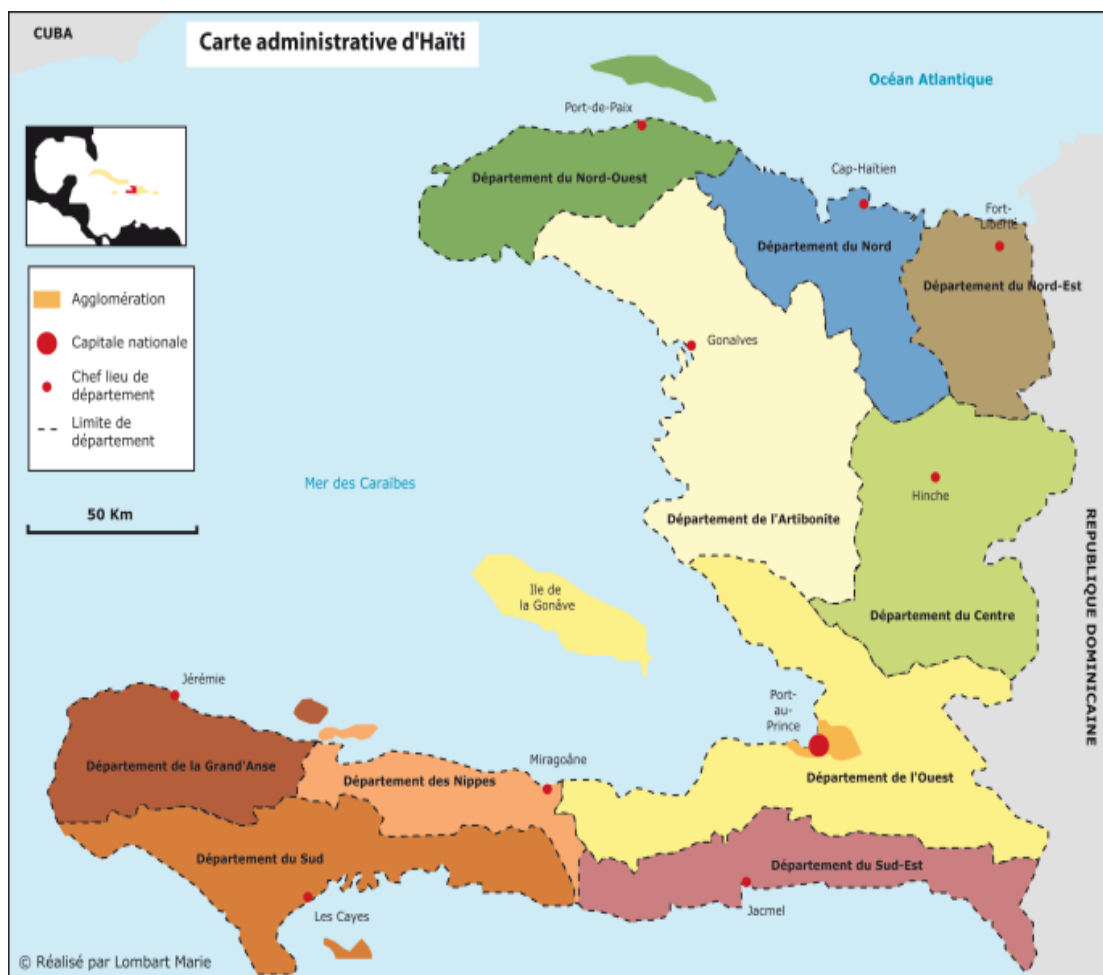 CUBA
Carte administrative d'Haïti
Océan Atlantique
Port-de-Paix
Cap-Haïtien
Fort-
Liberté
Département du Nord-Ouest
Département du Nord
Département du Nord-Est
Agglomération
Capitale nationale
Chef lieu de
département
Limite de
département
50 Km
Gonaïves
Mer des Caraïbes
Hinche
Département de l'Artibonite
REPUBLIQUE DOMINICAINE
Ile de
la Gonâve
Département du Centre
Jérémie
Port-
au-
Prince
Département de la Grand'Anse
Miragoâne
Département des Nippes
Département de l'Ouest
Département du Sud
Département du Sud-Est
Les Cayes
Jacmel
© Réalisé par Lombart Marie